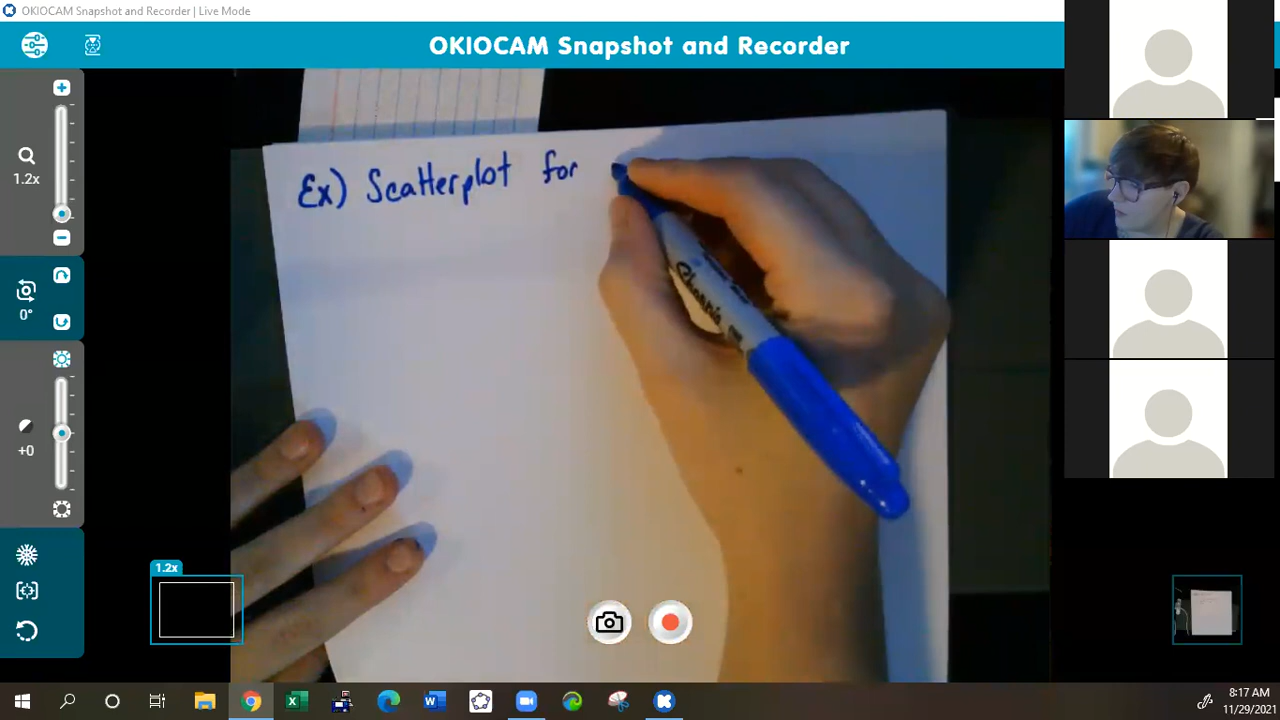 OKIOCAM Snapshot and Recorder | Live Mode
OKIOCAM Snapshot and Recorder
1.2x
0°
+0
Ex) Scatterplot for
Sharpie
1.2x
8:17 AM
11/29/2021